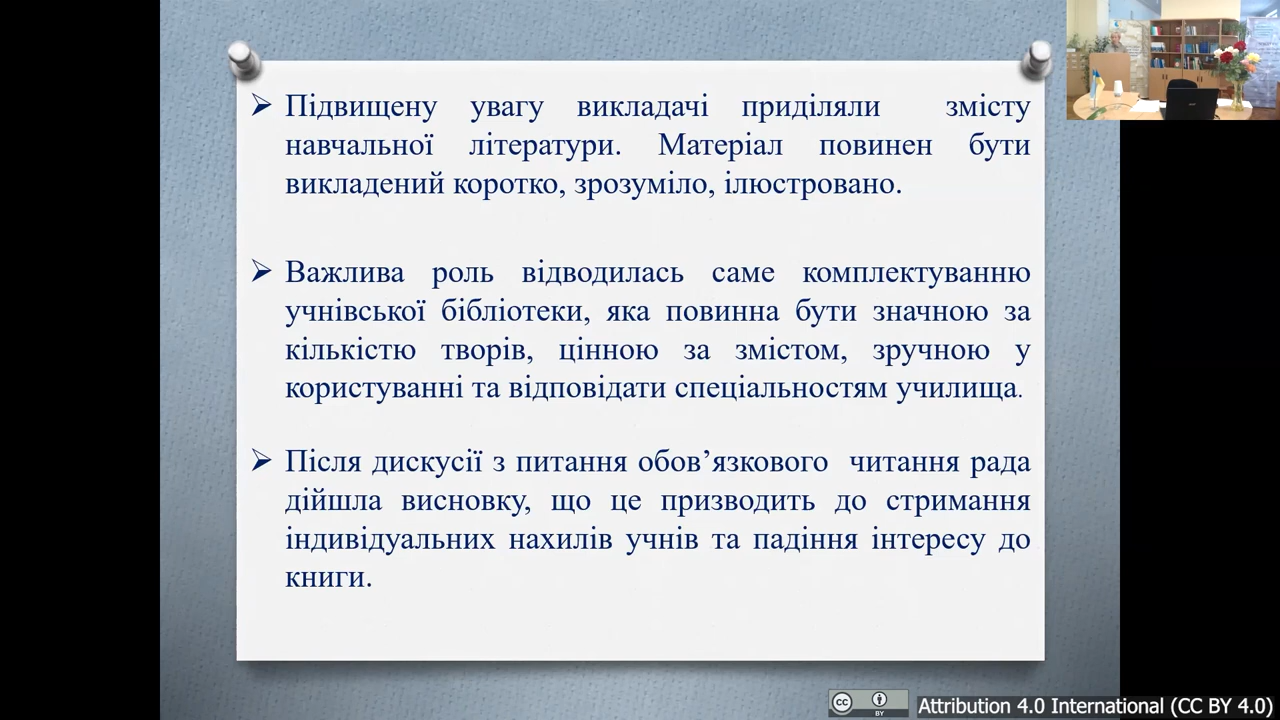 Підвищену увагу викладачі приділяли змісту
навчальної літератури. Матеріал повинен бути
викладений коротко, зрозуміло, ілюстровано.
Важлива роль відводилась саме комплектуванню
учнівської бібліотеки, яка повинна бути значною за
кількістю творів, цінною за змістом, зручною у
користуванні та відповідати спеціальностям училища.
Після дискусії з питання обов’язкового читання рада
дійшла висновку, що це призводить до стримання
індивідуальних нахилів учнів та падіння інтересу до
книги.
cc BY Attribution 4.0 International (CC BY 4.0)